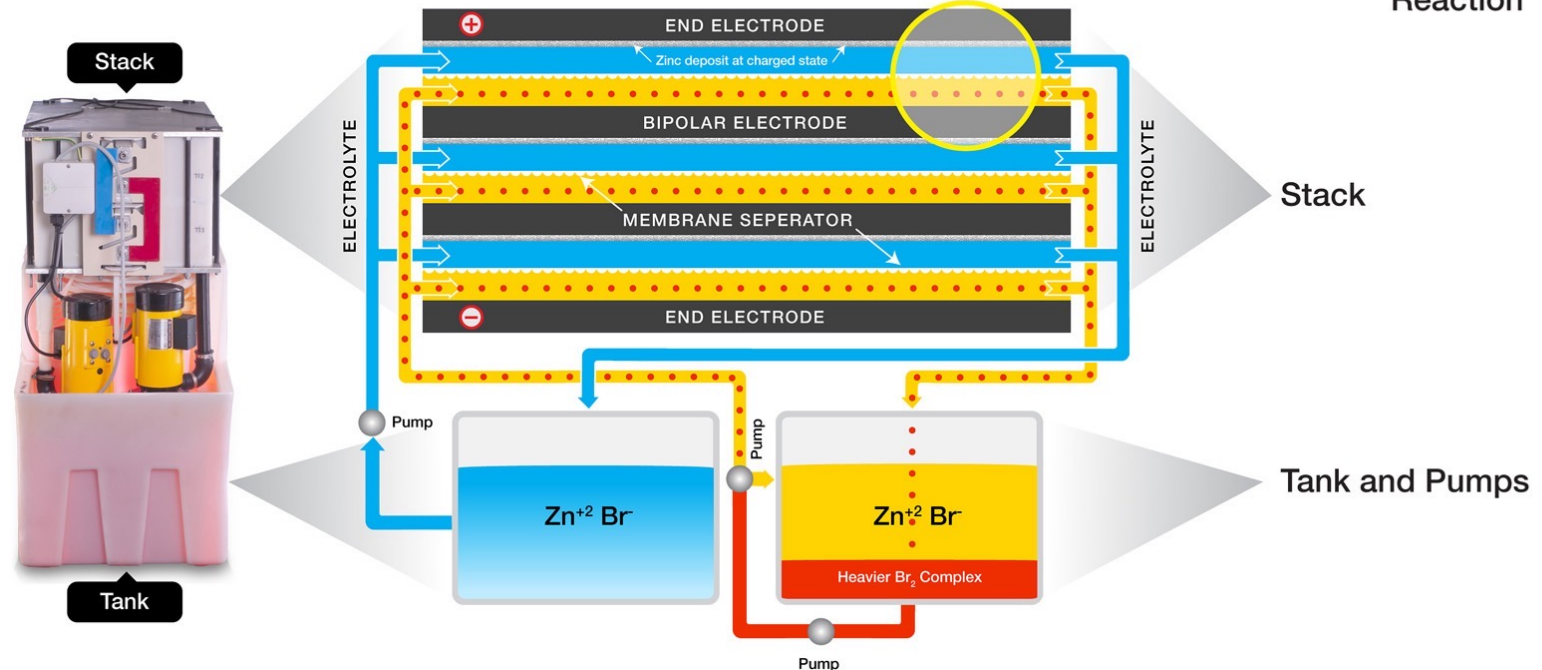 Reaction
Stack
+
END ELECTRODE
Zinc deposit at charged state
BIPOLAR ELECTRODE
MEMBRANE SEPERATOR
−
END ELECTRODE
ELECTROLYTE
ELECTROLYTE
Stack
Pump
Pump
Zn⁺² Br⁻
Zn⁺² Br⁻
Heavier Br₂ Complex
Tank and Pumps
Tank
Pump